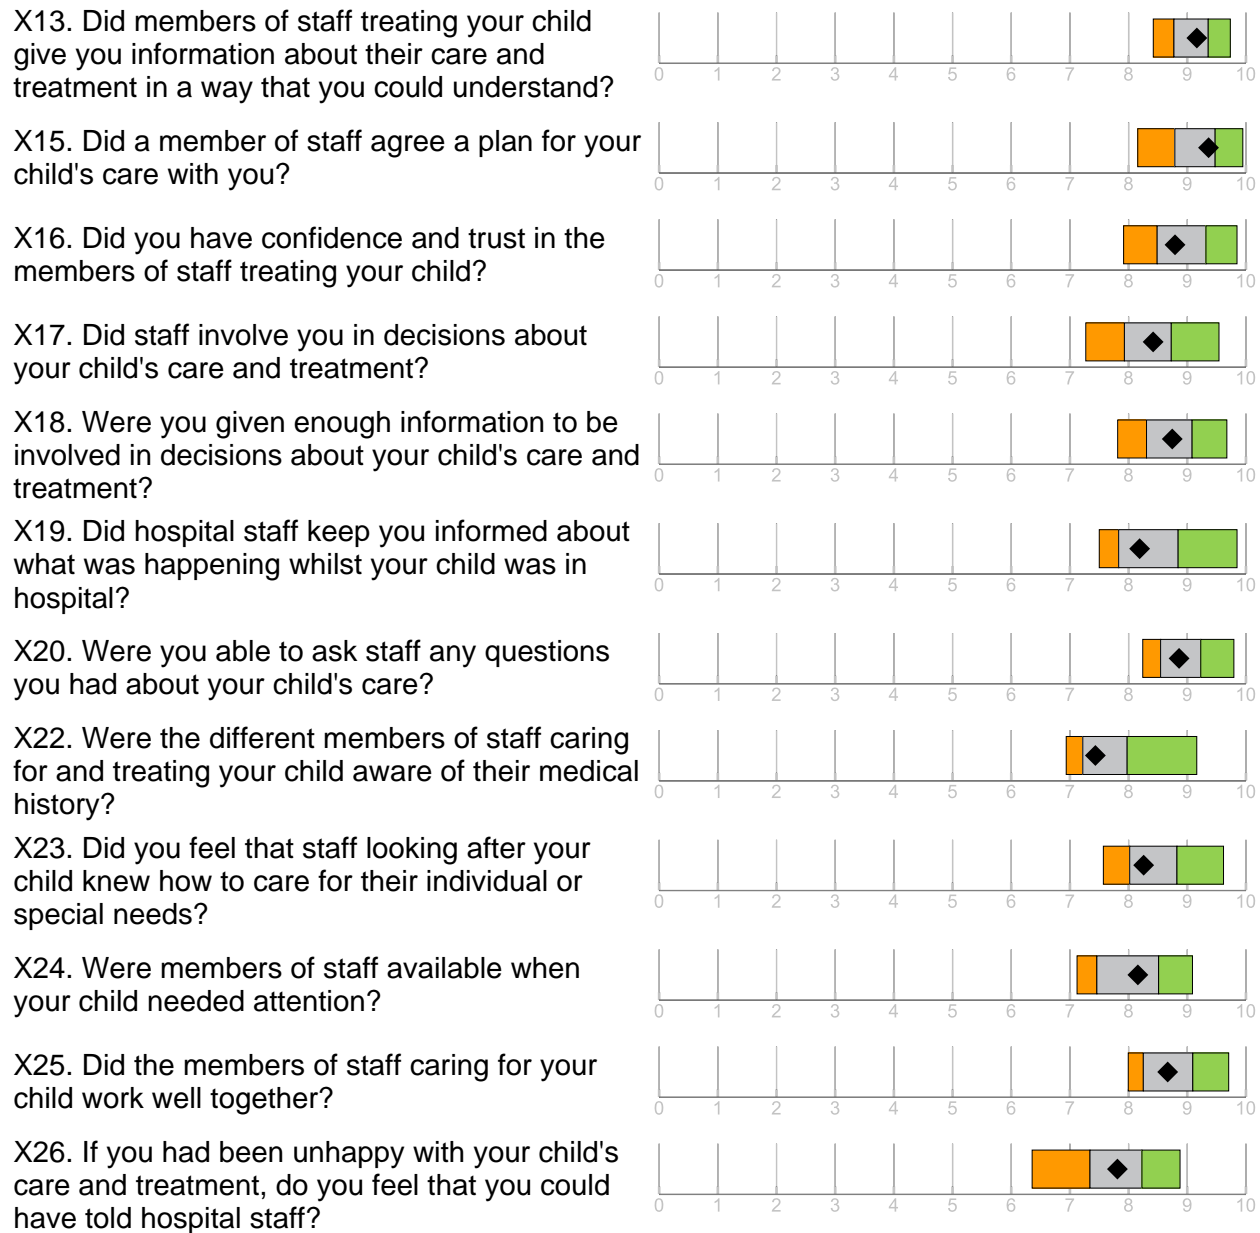 X13. Did members of staff treating your child
give you information about their care and
treatment in a way that you could understand?
0 1 2 3 4 5 6 7 8 9 10
X15. Did a member of staff agree a plan for your
child's care with you?
0 1 2 3 4 5 6 7 8 9 10
X16. Did you have confidence and trust in the
members of staff treating your child?
0 1 2 3 4 5 6 7 8 9 10
X17. Did staff involve you in decisions about
your child's care and treatment?
0 1 2 3 4 5 6 7 8 9 10
X18. Were you given enough information to be
involved in decisions about your child's care and
treatment?
0 1 2 3 4 5 6 7 8 9 10
X19. Did hospital staff keep you informed about
what was happening whilst your child was in
hospital?
0 1 2 3 4 5 6 7 8 9 10
X20. Were you able to ask staff any questions
you had about your child's care?
0 1 2 3 4 5 6 7 8 9 10
X22. Were the different members of staff caring
for and treating your child aware of their medical
history?
0 1 2 3 4 5 6 7 8 9 10
X23. Did you feel that staff looking after your
child knew how to care for their individual or
special needs?
0 1 2 3 4 5 6 7 8 9 10
X24. Were members of staff available when
your child needed attention?
0 1 2 3 4 5 6 7 8 9 10
X25. Did the members of staff caring for your
child work well together?
0 1 2 3 4 5 6 7 8 9 10
X26. If you had been unhappy with your child's
care and treatment, do you feel that you could
have told hospital staff?
0 1 2 3 4 5 6 7 8 9 10